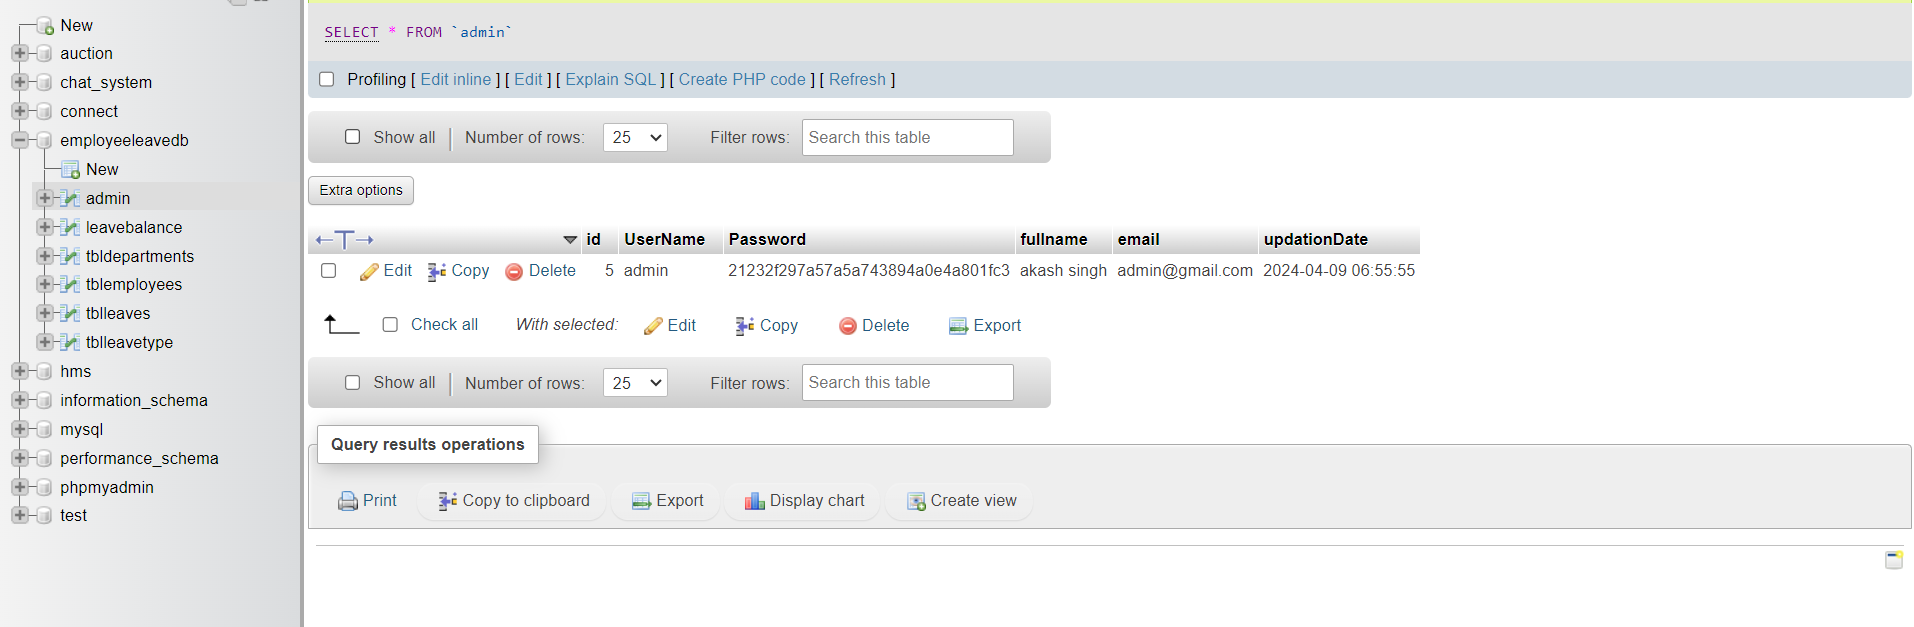 New
auction
chat_system
connect
employeeleavedb
New
admin
leavebalance
tbldepartments
tblemployees
tblleaves
tblleavetype
hms
information_schema
mysql
performance_schema
phpmyadmin
test
SELECT * FROM `admin`
Profiling [ Edit inline ] [ Edit ] [ Explain SQL ] [ Create PHP code ] [ Refresh ]
Show all Number of rows: 25 Filter rows: Search this table
Extra options
id UserName Password fullname email updationDate
Edit Copy Delete 5 admin 21232f297a57a5a743894a0e4a801fc3 akash singh admin@gmail.com 2024-04-09 06:55:55
Check all With selected: Edit Copy Delete Export
Show all Number of rows: 25 Filter rows: Search this table
Query results operations
Print Copy to clipboard Export Display chart Create view